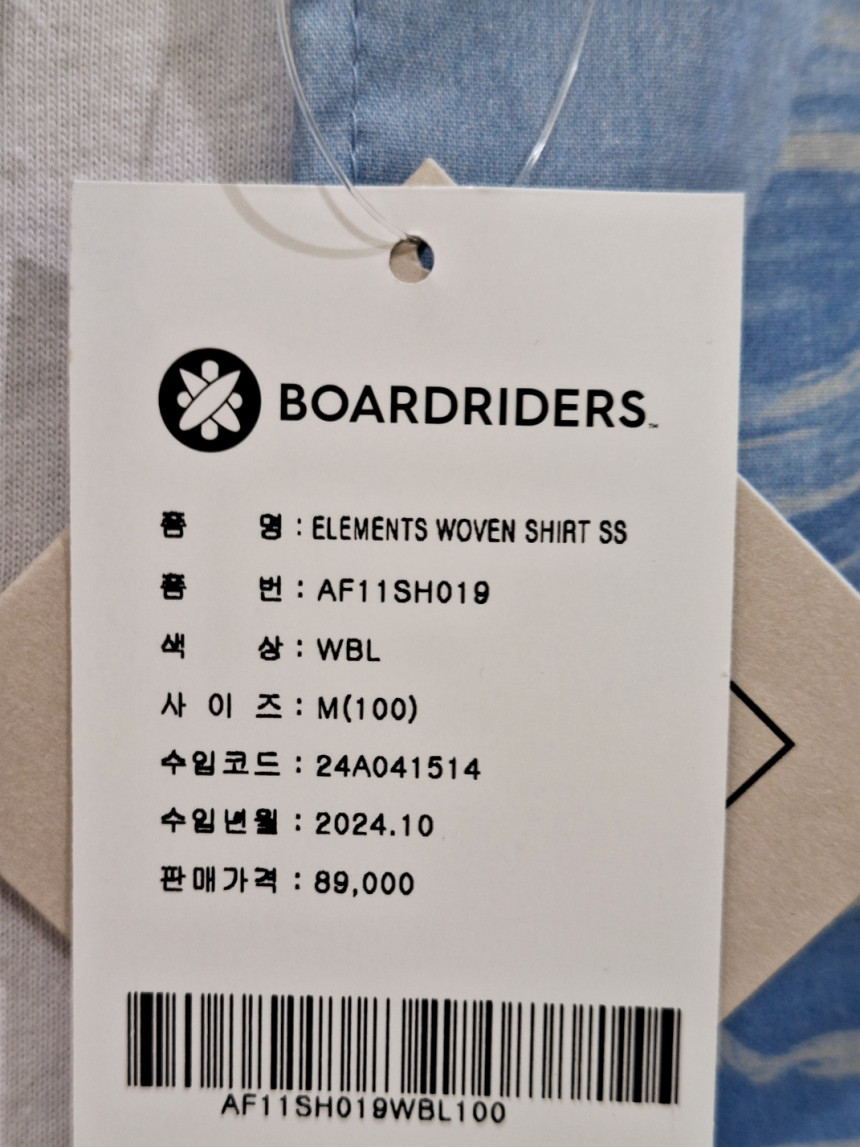 BOARDRIDERS™
품 명 : ELEMENTS WOVEN SHIRT SS
품 번 : AF11SH019
색 상 : WBL
사 이 즈 : M(100)
수입코드 : 24A041514
수입년월 : 2024.10
판매가격 : 89,000
AF11SH019WBL100